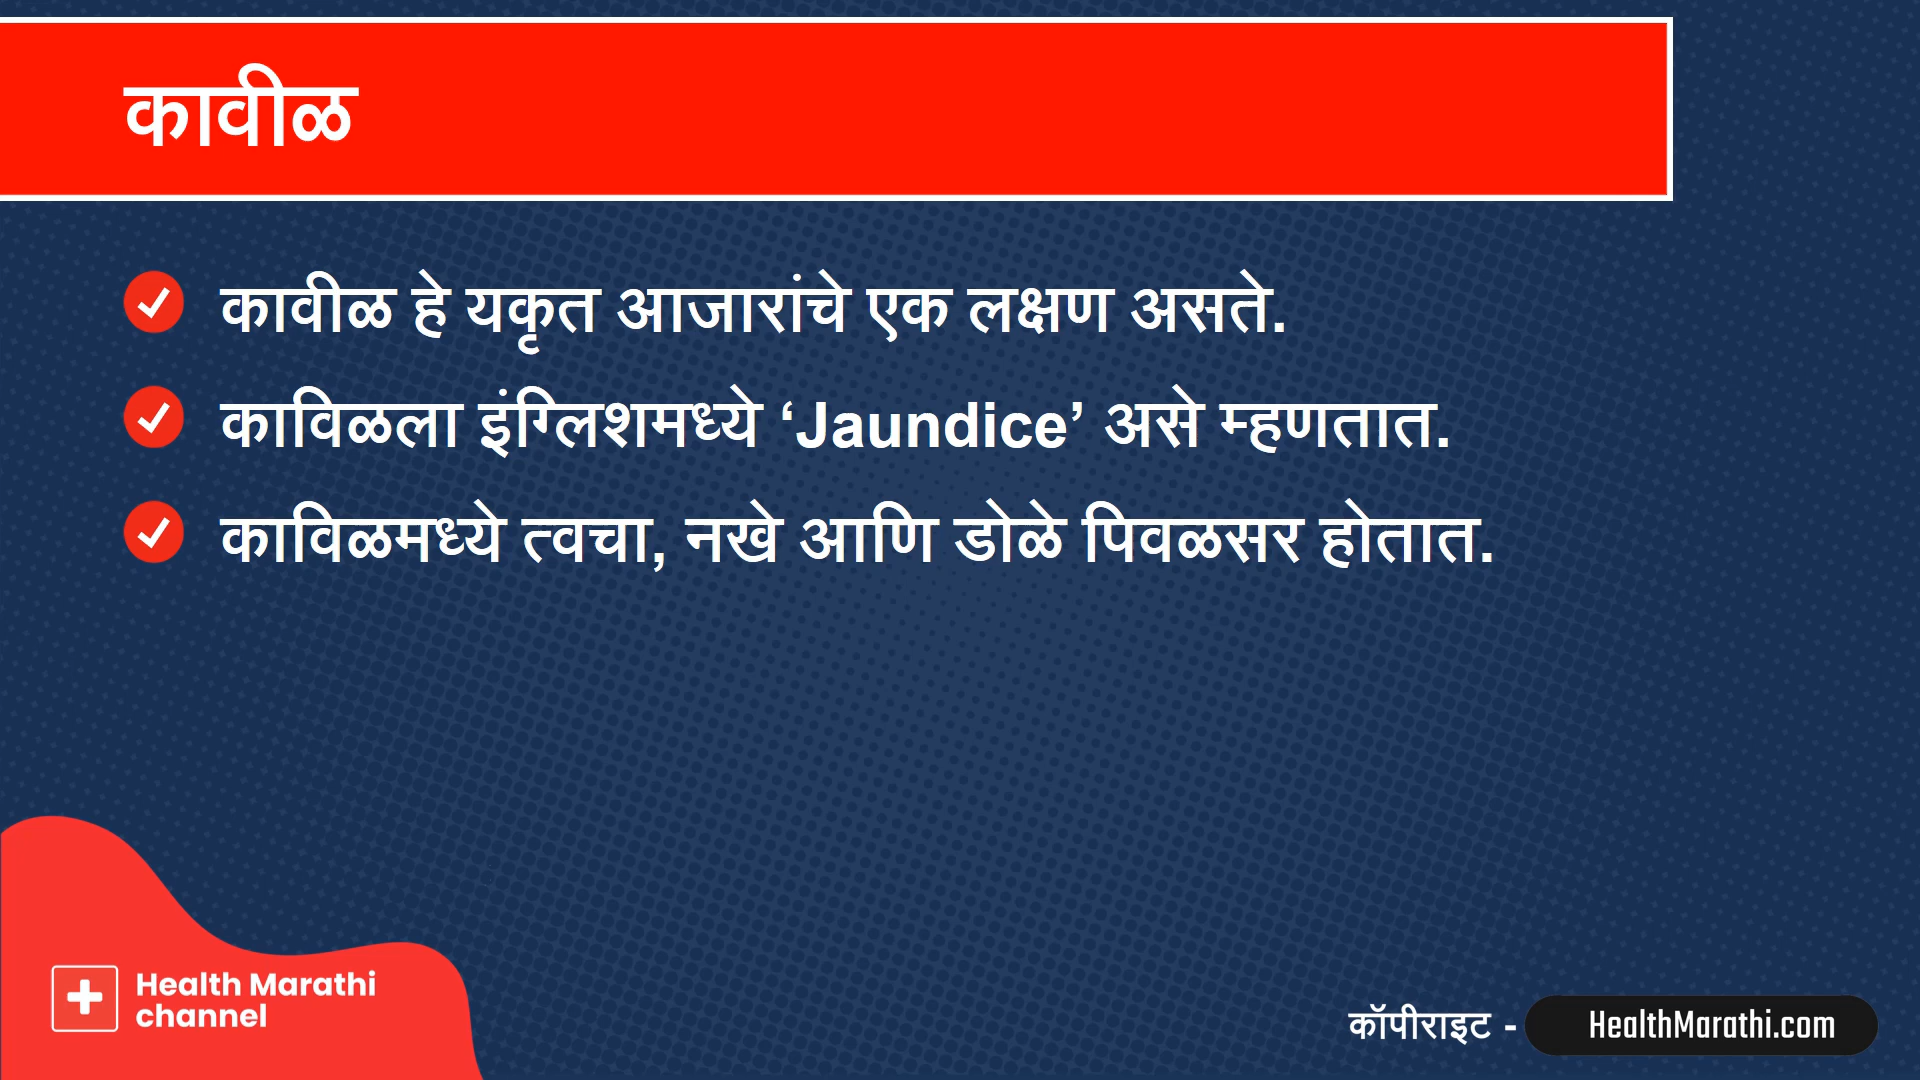 कावीळ
कावीळ हे यकृत आजारांचे एक लक्षण असते.
काविळला इंग्लिशमध्ये ‘Jaundice’ असे म्हणतात.
काविळमध्ये त्वचा, नखे आणि डोळे पिवळसर होतात.
Health Marathi
channel
कॉपीराइट - HealthMarathi.com